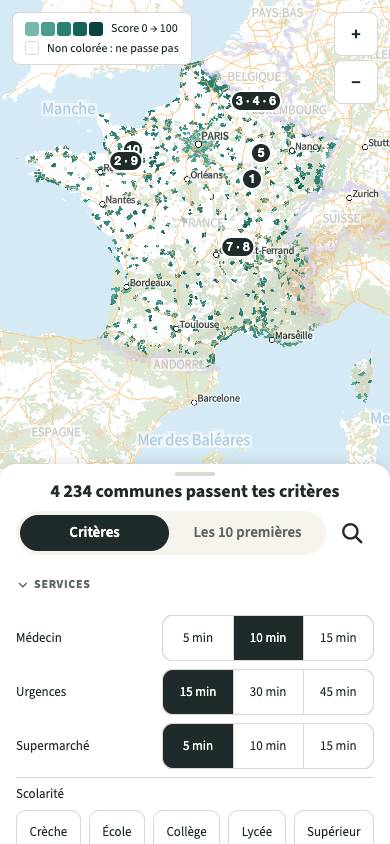 Score 0 → 100
Non colorée : ne passe pas
+
−
PAYS-BAS
BELGIQUE
Manche
3 · 4 · 6
PARIS
2 · 9
5
Nancy
Orléans
1
Nantes
Zurich
FRANCE
SUISSE
7 · 8
t-Ferrand
Bordeaux
Toulouse
Marseille
ANDORRE
Barcelone
ESPAGNE
Mer des Baléares
4 234 communes passent tes critères
Critères
Les 10 premières
SERVICES
Médecin
5 min
10 min
15 min
Urgences
15 min
30 min
45 min
Supermarché
5 min
10 min
15 min
Scolarité
Crèche
École
Collège
Lycée
Supérieur